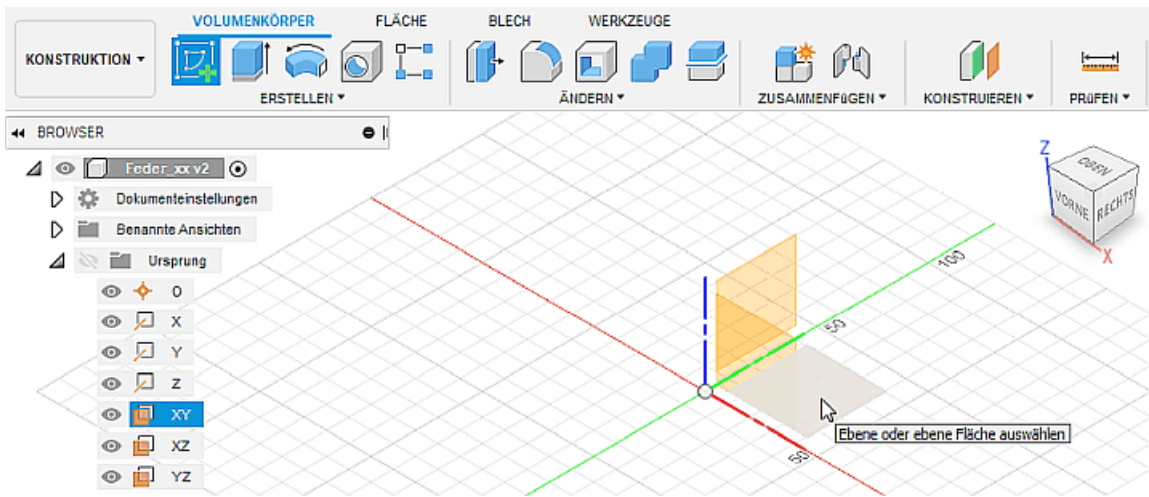 VOLUMENKÖRPER FLÄCHE BLECH WERKZEUGE
KONSTRUKTION
ERSTELLEN ÄNDERN ZUSAMMENFÜGEN KONSTRUIEREN PRÜFEN
BROWSER
Feder_xx v2
Dokumenteinstellungen
Benannte Ansichten
Ursprung
O
X
Y
Z
XY
XZ
YZ
Z
OBEN
VORNE RECHTS
X
100
50
Ebene oder ebene Fläche auswählen
50